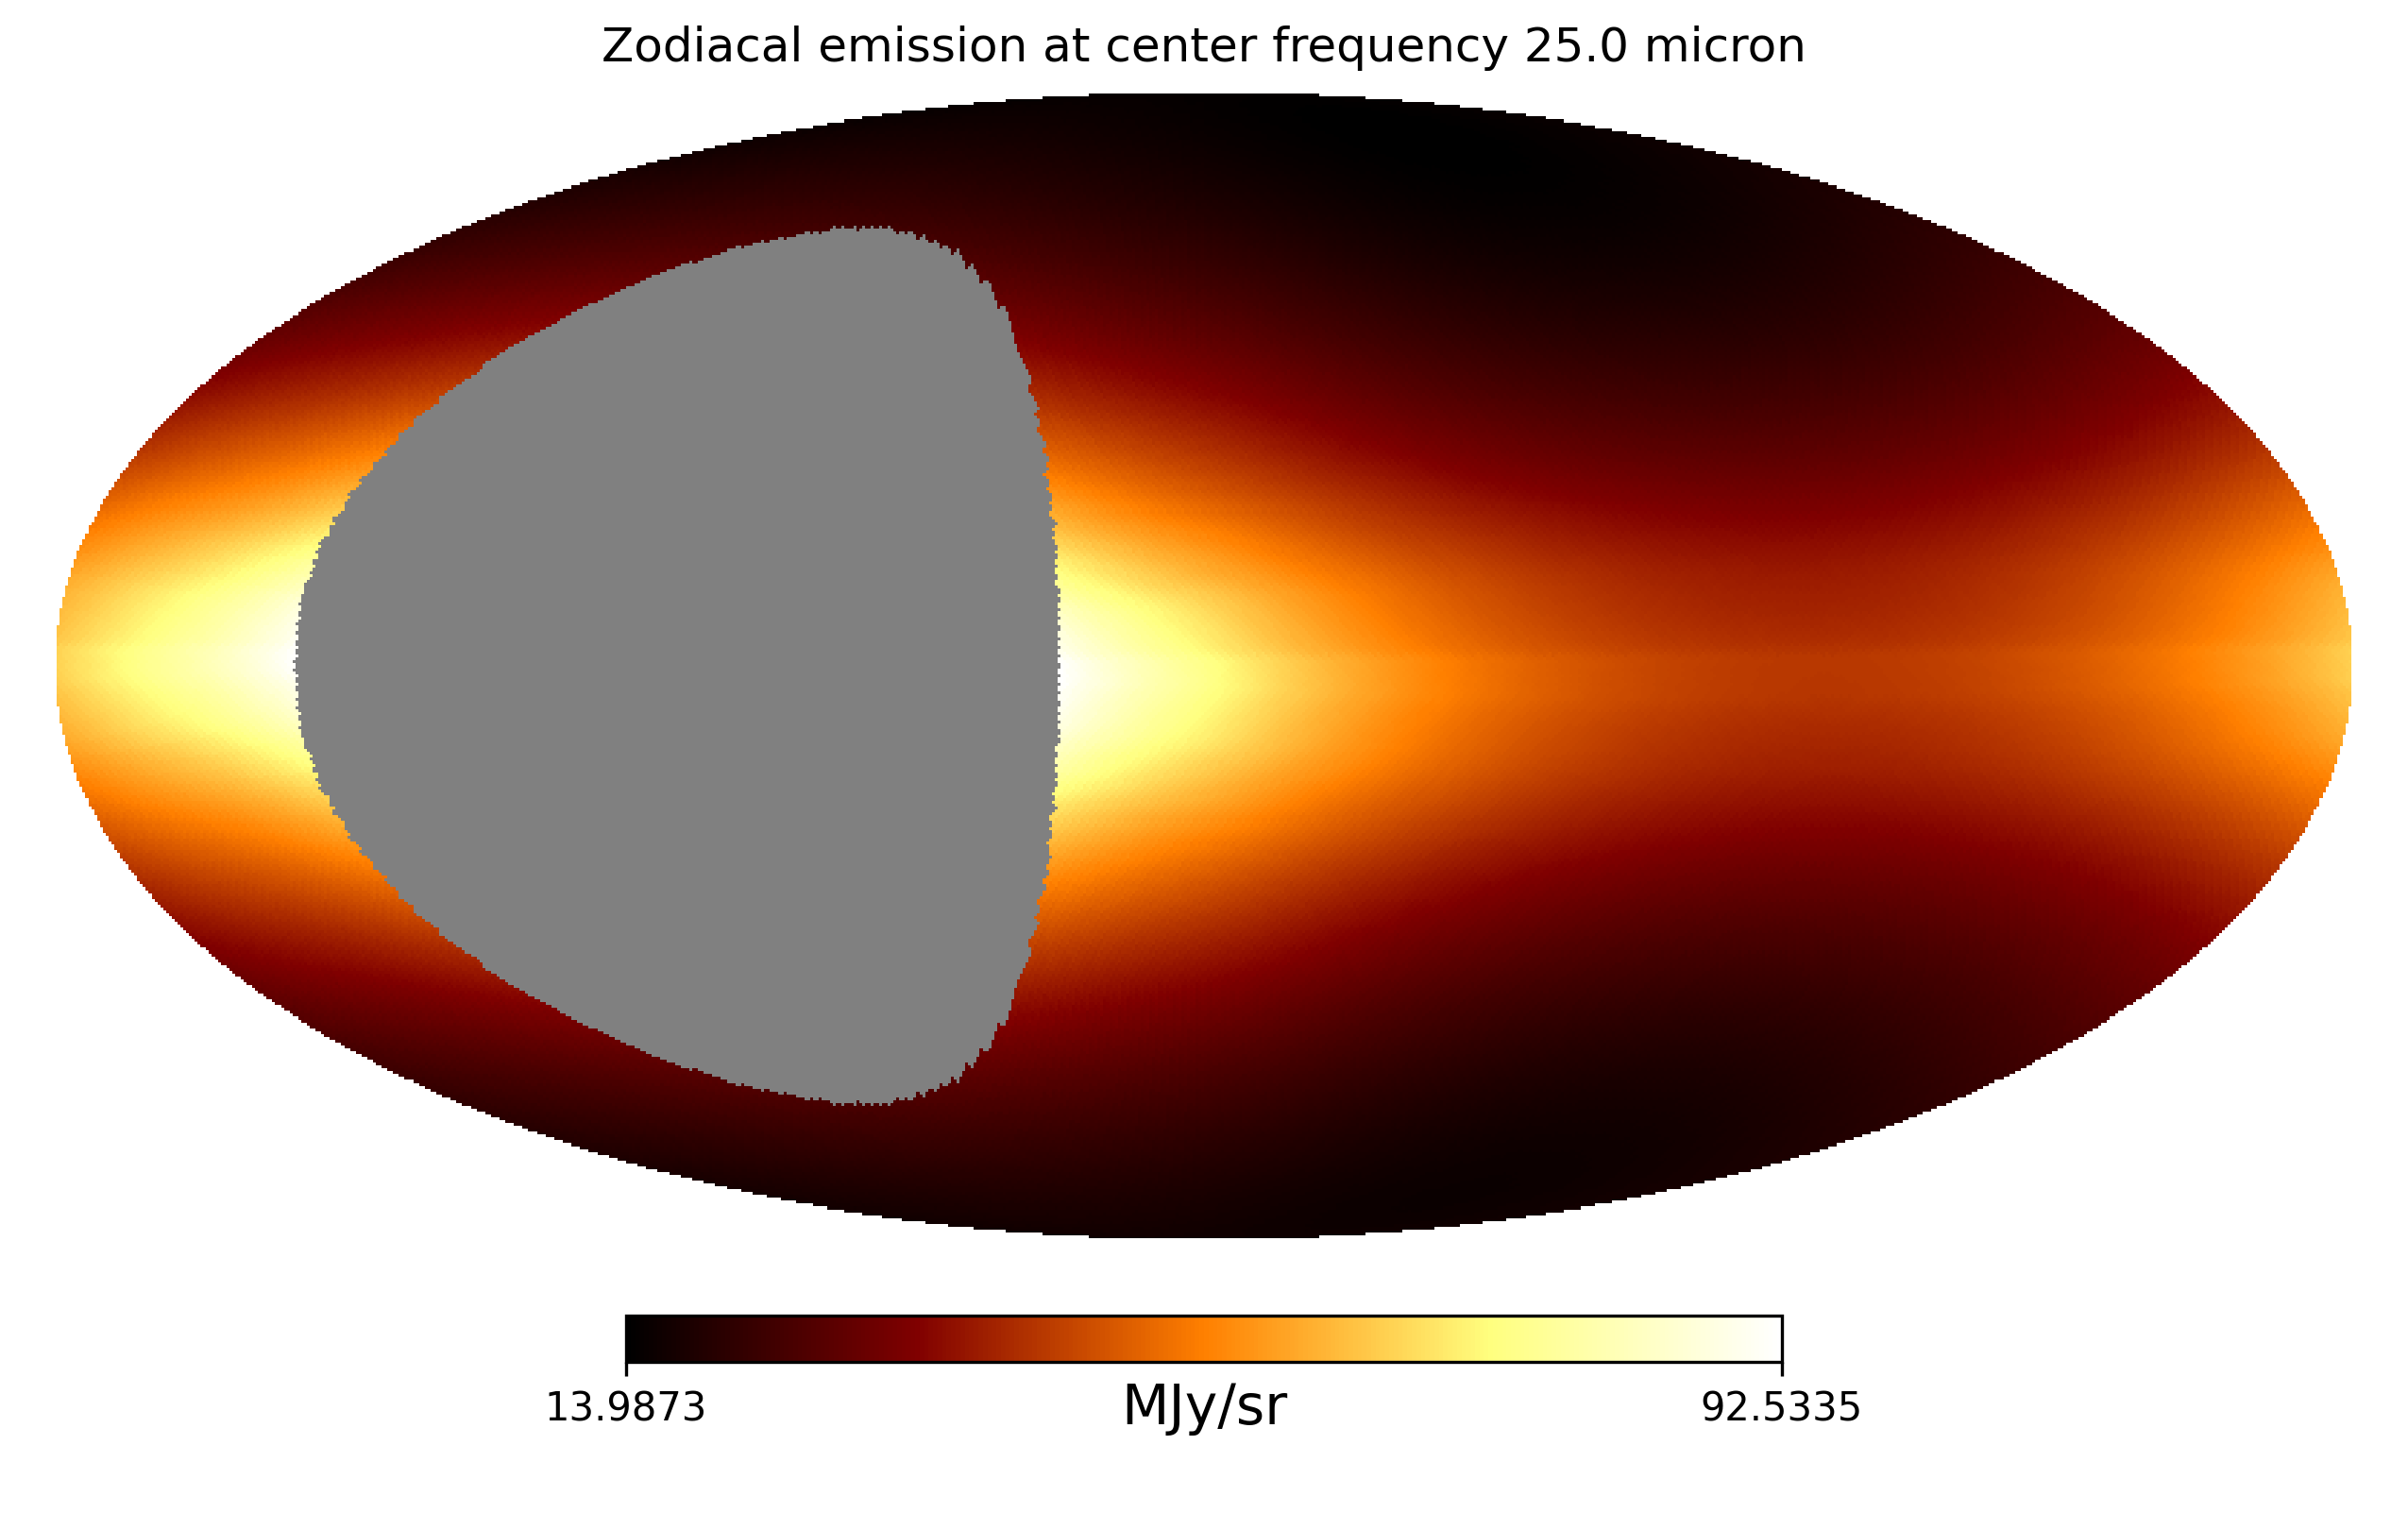 Zodiacal emission at center frequency 25.0 micron
13.9873 MJy/sr 92.5335